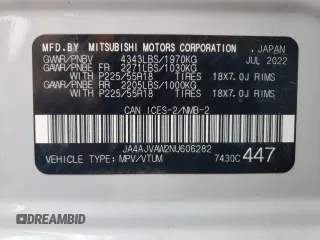 MFD.BY MITSUBISHI MOTORS CORPORATION ,JAPAN
GVWR/PNBV 4343LBS/1970KG JUL 2022
GAWR/PNBE FR 2271LBS/1030KG
WITH P225/55R18 TIRES 18X7.0J RIMS
GAWR/PNBE RR 2205LBS/1000KG
WITH P225/55R18 TIRES 18X7.0J RIMS
CAN ICES-2/NMB-2
JA4AJVAW2NU606282
VEHICLE TYPE: MPV/VTUM 7430C 447
DREAMBID